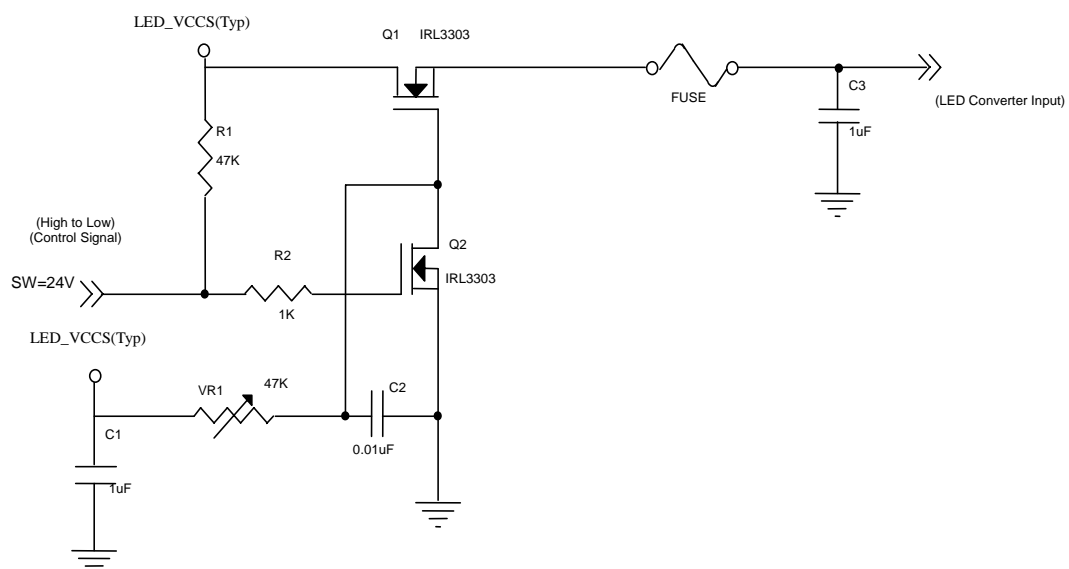 LED_VCCS(Typ)
Q1 IRL3303
FUSE
C3
1uF
(LED Converter Input)
R1
47K
(High to Low)
(Control Signal)
SW=24V
R2
1K
Q2
IRL3303
LED_VCCS(Typ)
VR1
47K
C2
0.01uF
C1
1uF